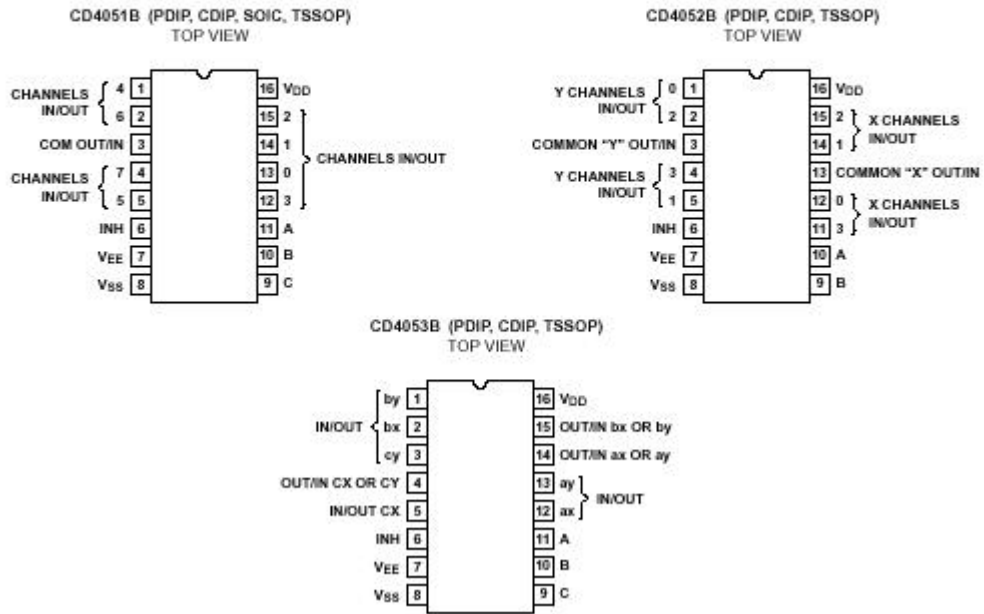 CD4051B (PDIP, CDIP, SOIC, TSSOP)
TOP VIEW
CHANNELS IN/OUT
4 1
6 2
COM OUT/IN 3
CHANNELS IN/OUT
7 4
5 5
INH 6
VEE 7
VSS 8
16 VDD
15 2
14 1
13 0
12 3
CHANNELS IN/OUT
11 A
10 B
9 C
CD4052B (PDIP, CDIP, TSSOP)
TOP VIEW
Y CHANNELS
IN/OUT
0 1
2 2
COMMON “Y” OUT/IN 3
Y CHANNELS
IN/OUT
3 4
1 5
INH 6
VEE 7
VSS 8
16 VDD
15 2
14 1
X CHANNELS
IN/OUT
13 COMMON “X” OUT/IN
12 0
11 3
X CHANNELS
IN/OUT
10 A
9 B
CD4053B (PDIP, CDIP, TSSOP)
TOP VIEW
IN/OUT
by 1
bx 2
cy 3
OUT/IN CX OR CY 4
IN/OUT CX 5
INH 6
VEE 7
VSS 8
16 VDD
15 OUT/IN bx OR by
14 OUT/IN ax OR ay
13 ay
12 ax
IN/OUT
11 A
10 B
9 C